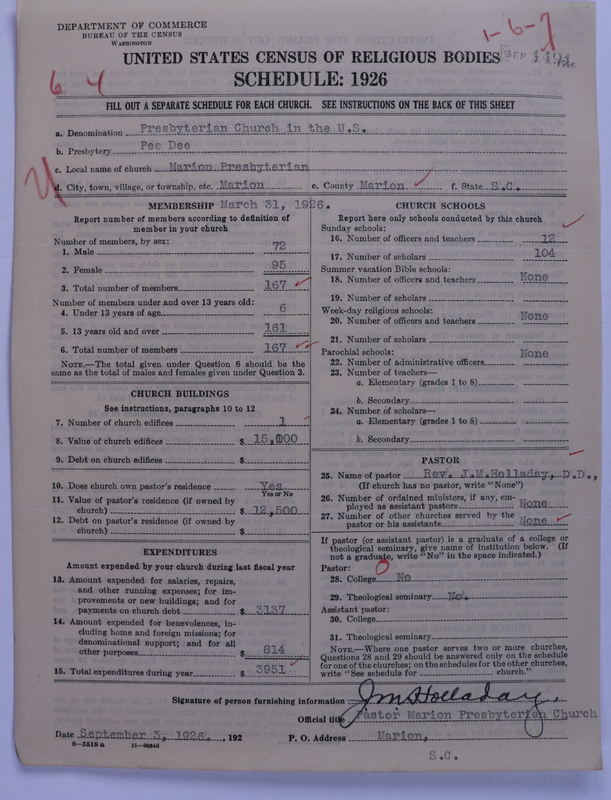 DEPARTMENT OF COMMERCE
BUREAU OF THE CENSUS
WASHINGTON
1-6-7
UNITED STATES CENSUS OF RELIGIOUS BODIES
SEP
SCHEDULE: 1926
64
FILL OUT A SEPARATE SCHEDULE FOR EACH CHURCH. SEE INSTRUCTIONS ON THE BACK OF THIS SHEET
a. Denomination Presbyterian Church in the U.S.
b. Presbytery Pee Dee
c. Local name of church Marion Presbyterian
d. City, town, village, or township, etc. Marion e. County Marion f. State S.C.
MEMBERSHIP March 31, 1926.
Report number of members according to definition of
member in your church
Number of members, by sex:
1. Male 72
2. Female 95
3. Total number of members 167
Number of members under and over 13 years old:
4. Under 13 years of age 6
5. 13 years old and over 161
6. Total number of members 167
NOTE.—The total given under Question 6 should be
same as the total of males and females given under Question 3.
CHURCH BUILDINGS
See instructions, paragraphs 10 to 12
7. Number of church edifices 1
8. Value of church edifices $15,000
9. Debt on church edifices $
10. Does church own pastor's residence Yes
Yes or No
11. Value of pastor's residence (if owned by
church) $12,500
12. Debt on pastor's residence (if owned by
church) $
EXPENDITURES
Amount expended by your church during last fiscal year
13. Amount expended for salaries, repairs,
and other running expenses; for im-
provements or new buildings; and for
payments on church debt $3137
14. Amount expended for benevolences, in-
cluding home and foreign missions; for
denominational support; and for all
other purposes $814
15. Total expenditures during year $3951
CHURCH SCHOOLS
Report here only schools conducted by this church
Sunday schools:
16. Number of officers and teachers 12
17. Number of scholars 104
Summer vacation Bible schools:
18. Number of officers and teachers None
19. Number of scholars
Week-day religious schools:
20. Number of officers and teachers None
21. Number of scholars
Parochial schools:
22. Number of administrative officers None
23. Number of teachers—
a. Elementary (grades 1 to 8)
b. Secondary
24. Number of scholars—
a. Elementary (grades 1 to 8)
b. Secondary
PASTOR
25. Name of pastor Rev. J.M.Holladay, D.D.,
(If church has no pastor, write "None")
26. Number of ordained ministers, if any, em-
ployed as assistant pastors None
27. Number of other churches served by the
pastor or his assistants None
If pastor (or assistant pastor) is a graduate of a college or
theological seminary, give name of institution below. (If
not a graduate, write "No" in the space indicated.)
Pastor:
28. College No
29. Theological seminary No.
Assistant pastor:
30. College
31. Theological seminary
NOTE.—Where one pastor serves two or more churches,
Questions 28 and 29 should be answered only on the schedule
for one of the churches; on the schedules for the other churches,
write "See schedule for church."
Signature of person furnishing information J M Holladay.
Official title Pastor Marion Presbyterian Church
Date September 3, 1926. , 192 P. O. Address Marion,
S.C.